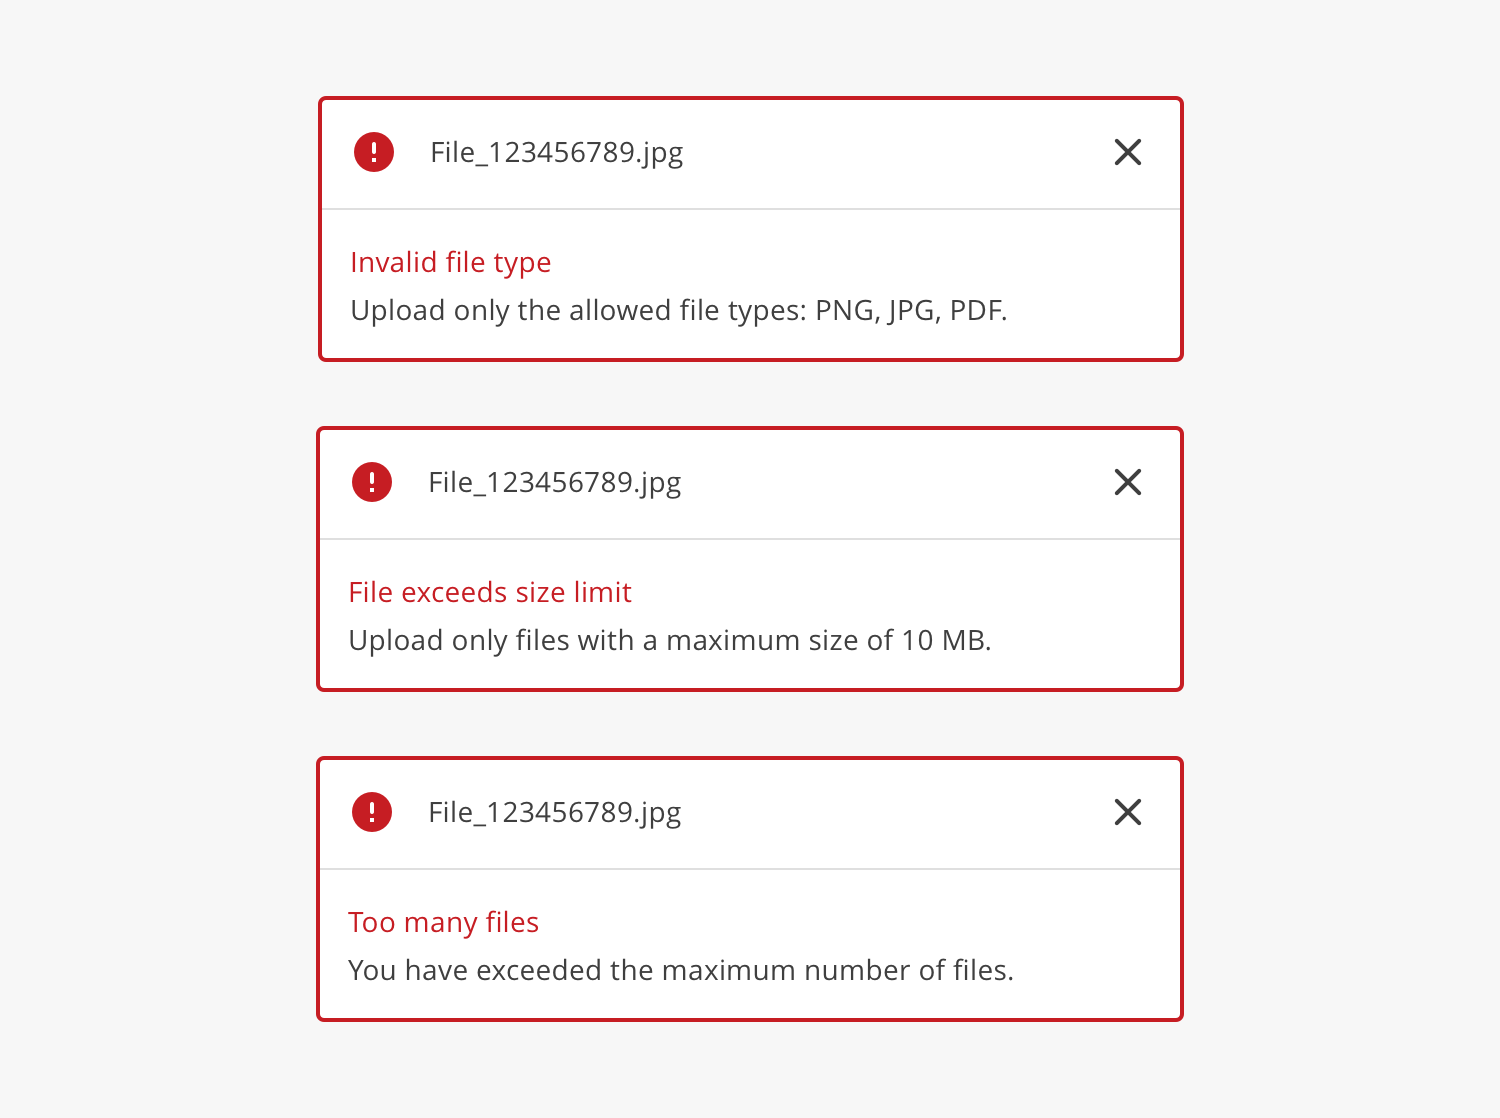 File_123456789.jpg
Invalid file type
Upload only the allowed file types: PNG, JPG, PDF.
File_123456789.jpg
File exceeds size limit
Upload only files with a maximum size of 10 MB.
File_123456789.jpg
Too many files
You have exceeded the maximum number of files.